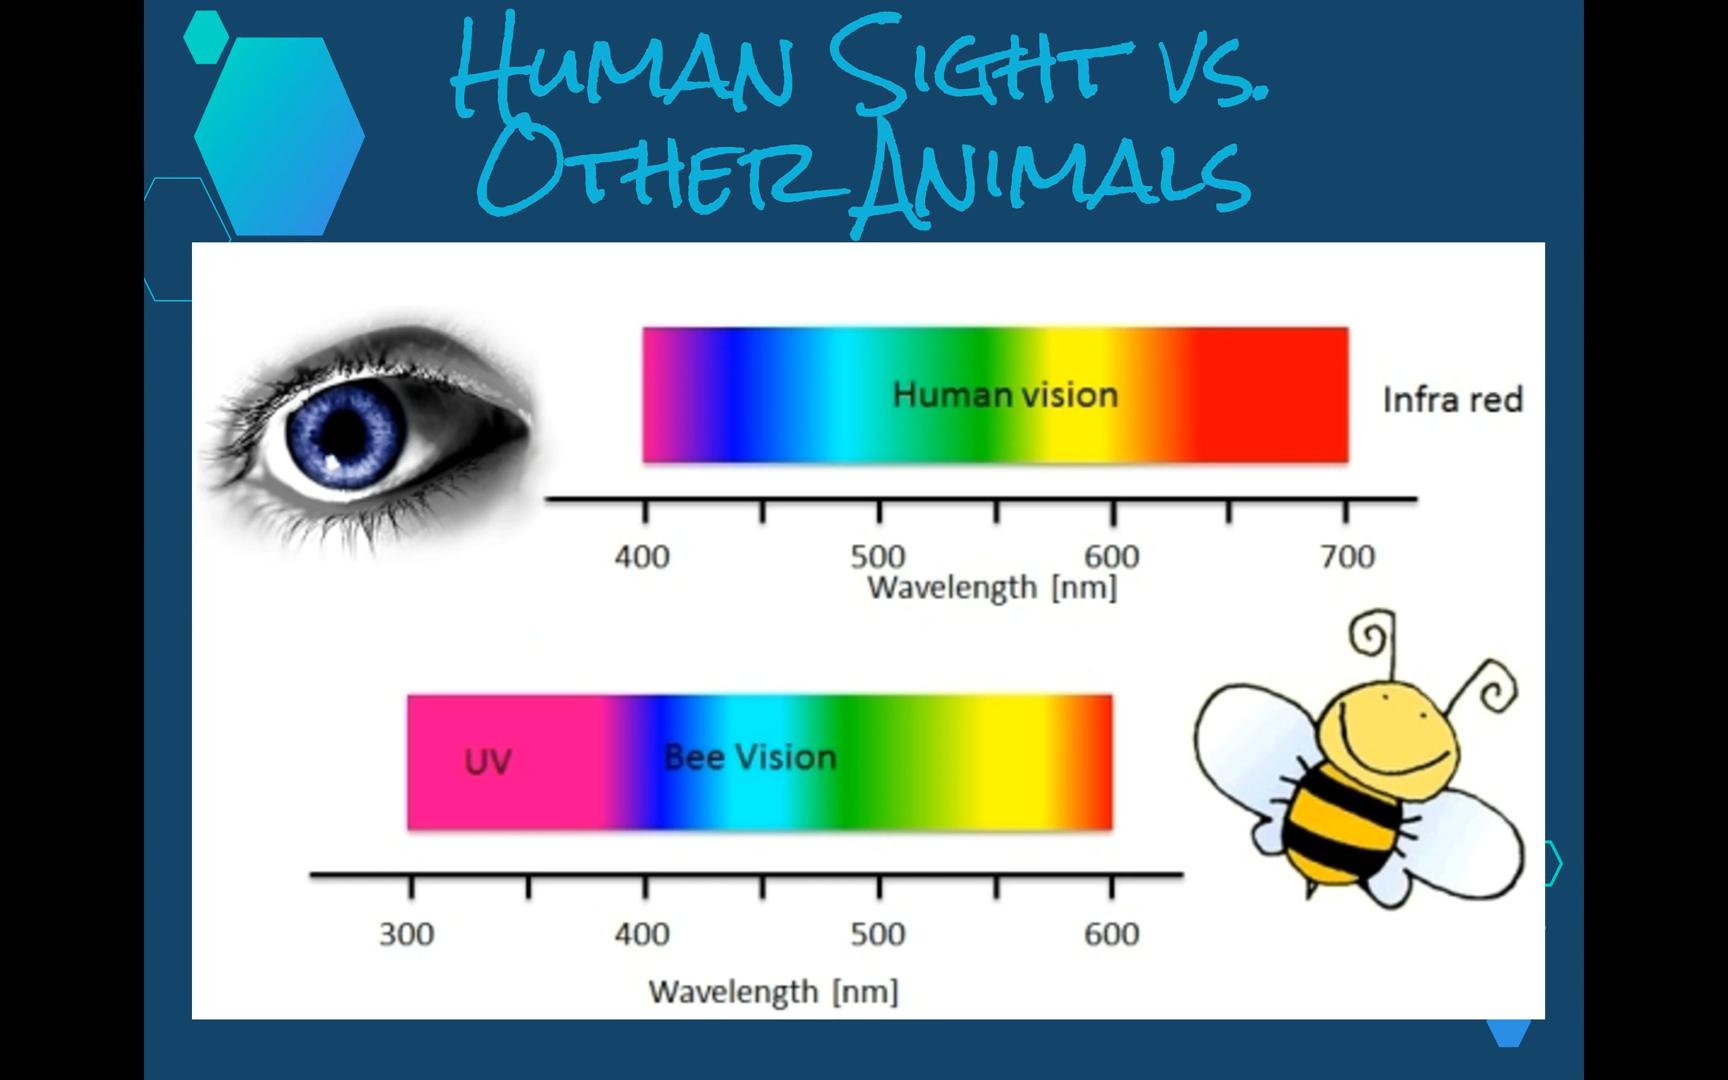 Human Sight vs.
Other Animals
Human vision
Infra red
400 500 600 700
Wavelength [nm]
UV Bee Vision
300 400 500 600
Wavelength [nm]